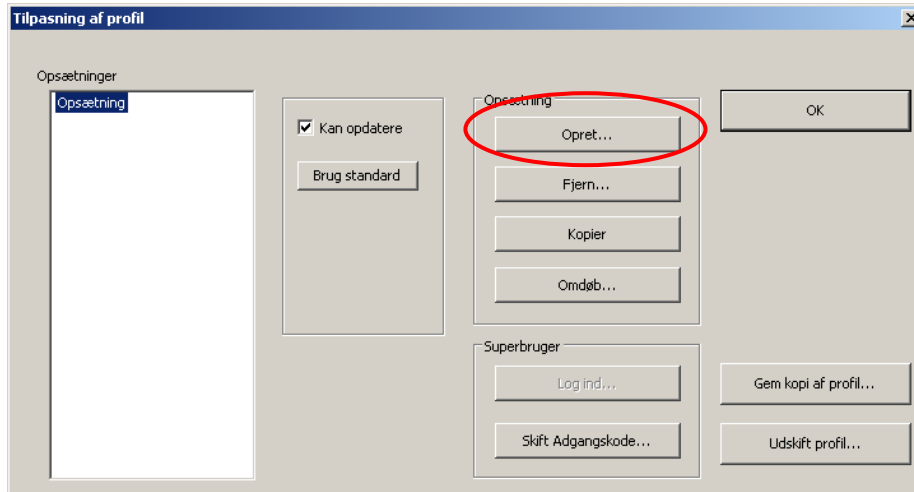 Tilpasning af profil
Opsætninger
Opsætning
Kan opdatere
Brug standard
Opsætning
Opret...
Fjern...
Kopier
Omdøb...
Superbruger
Log ind...
Skift Adgangskode...
OK
Gem kopi af profil...
Udskift profil...